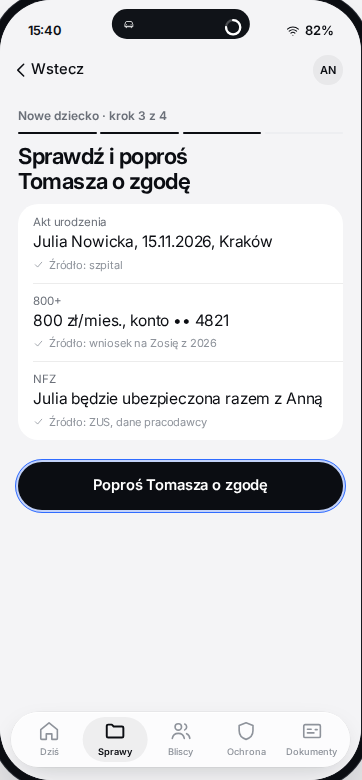 15:40
82%
Wstecz
AN
Nowe dziecko · krok 3 z 4
Sprawdź i poproś
Tomasza o zgodę
Akt urodzenia
Julia Nowicka, 15.11.2026, Kraków
Źródło: szpital
800+
800 zł/mies., konto •• 4821
Źródło: wniosek na Zosię z 2026
NFZ
Julia będzie ubezpieczona razem z Anną
Źródło: ZUS, dane pracodawcy
Poproś Tomasza o zgodę
Dziś
Sprawy
Bliscy
Ochrona
Dokumenty